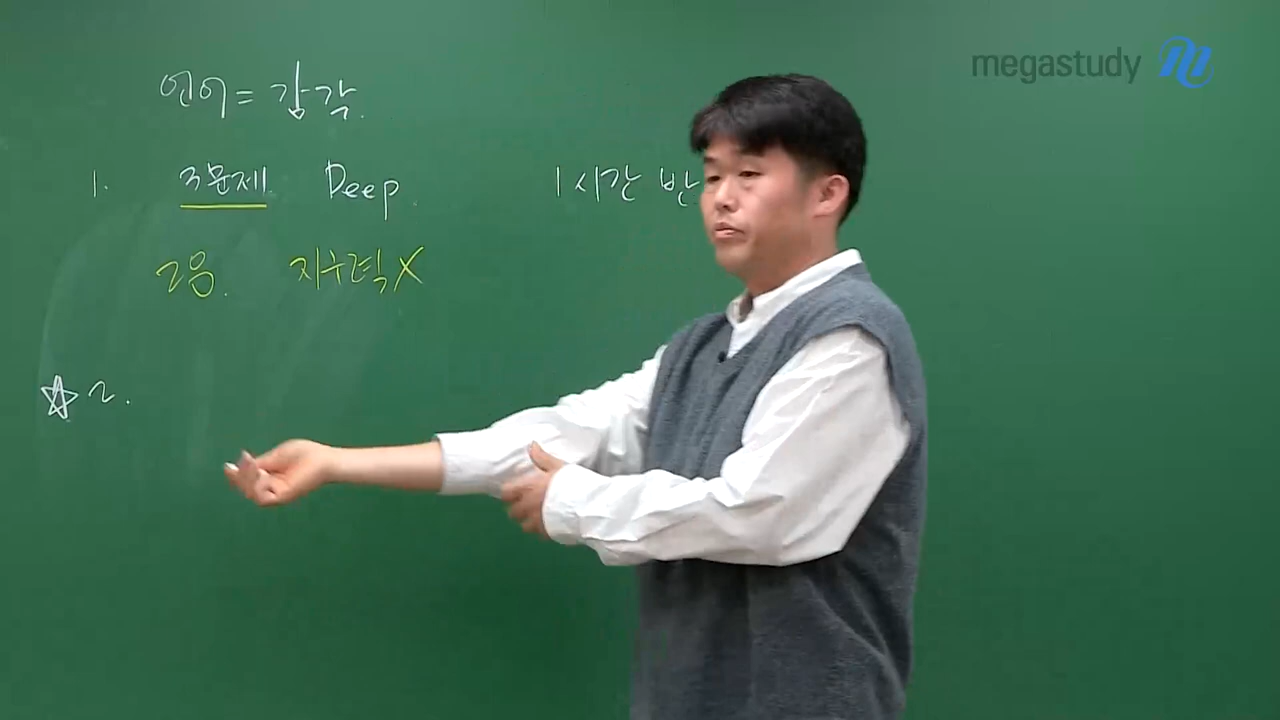 megastudy
언어 = 감각.
1. 3문제. Deep. 1시간 반
2음. 지구력X
☆ 2.